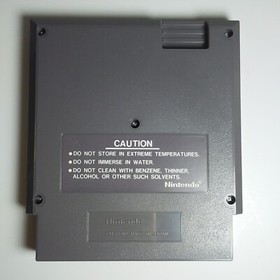 CAUTION
•DO NOT STORE IN EXTREME TEMPERATURES.
•DO NOT IMMERSE IN WATER.
•DO NOT CLEAN WITH BENZENE, THINNER,
ALCOHOL OR OTHER SUCH SOLVENTS.
Nintendo
Nintendo